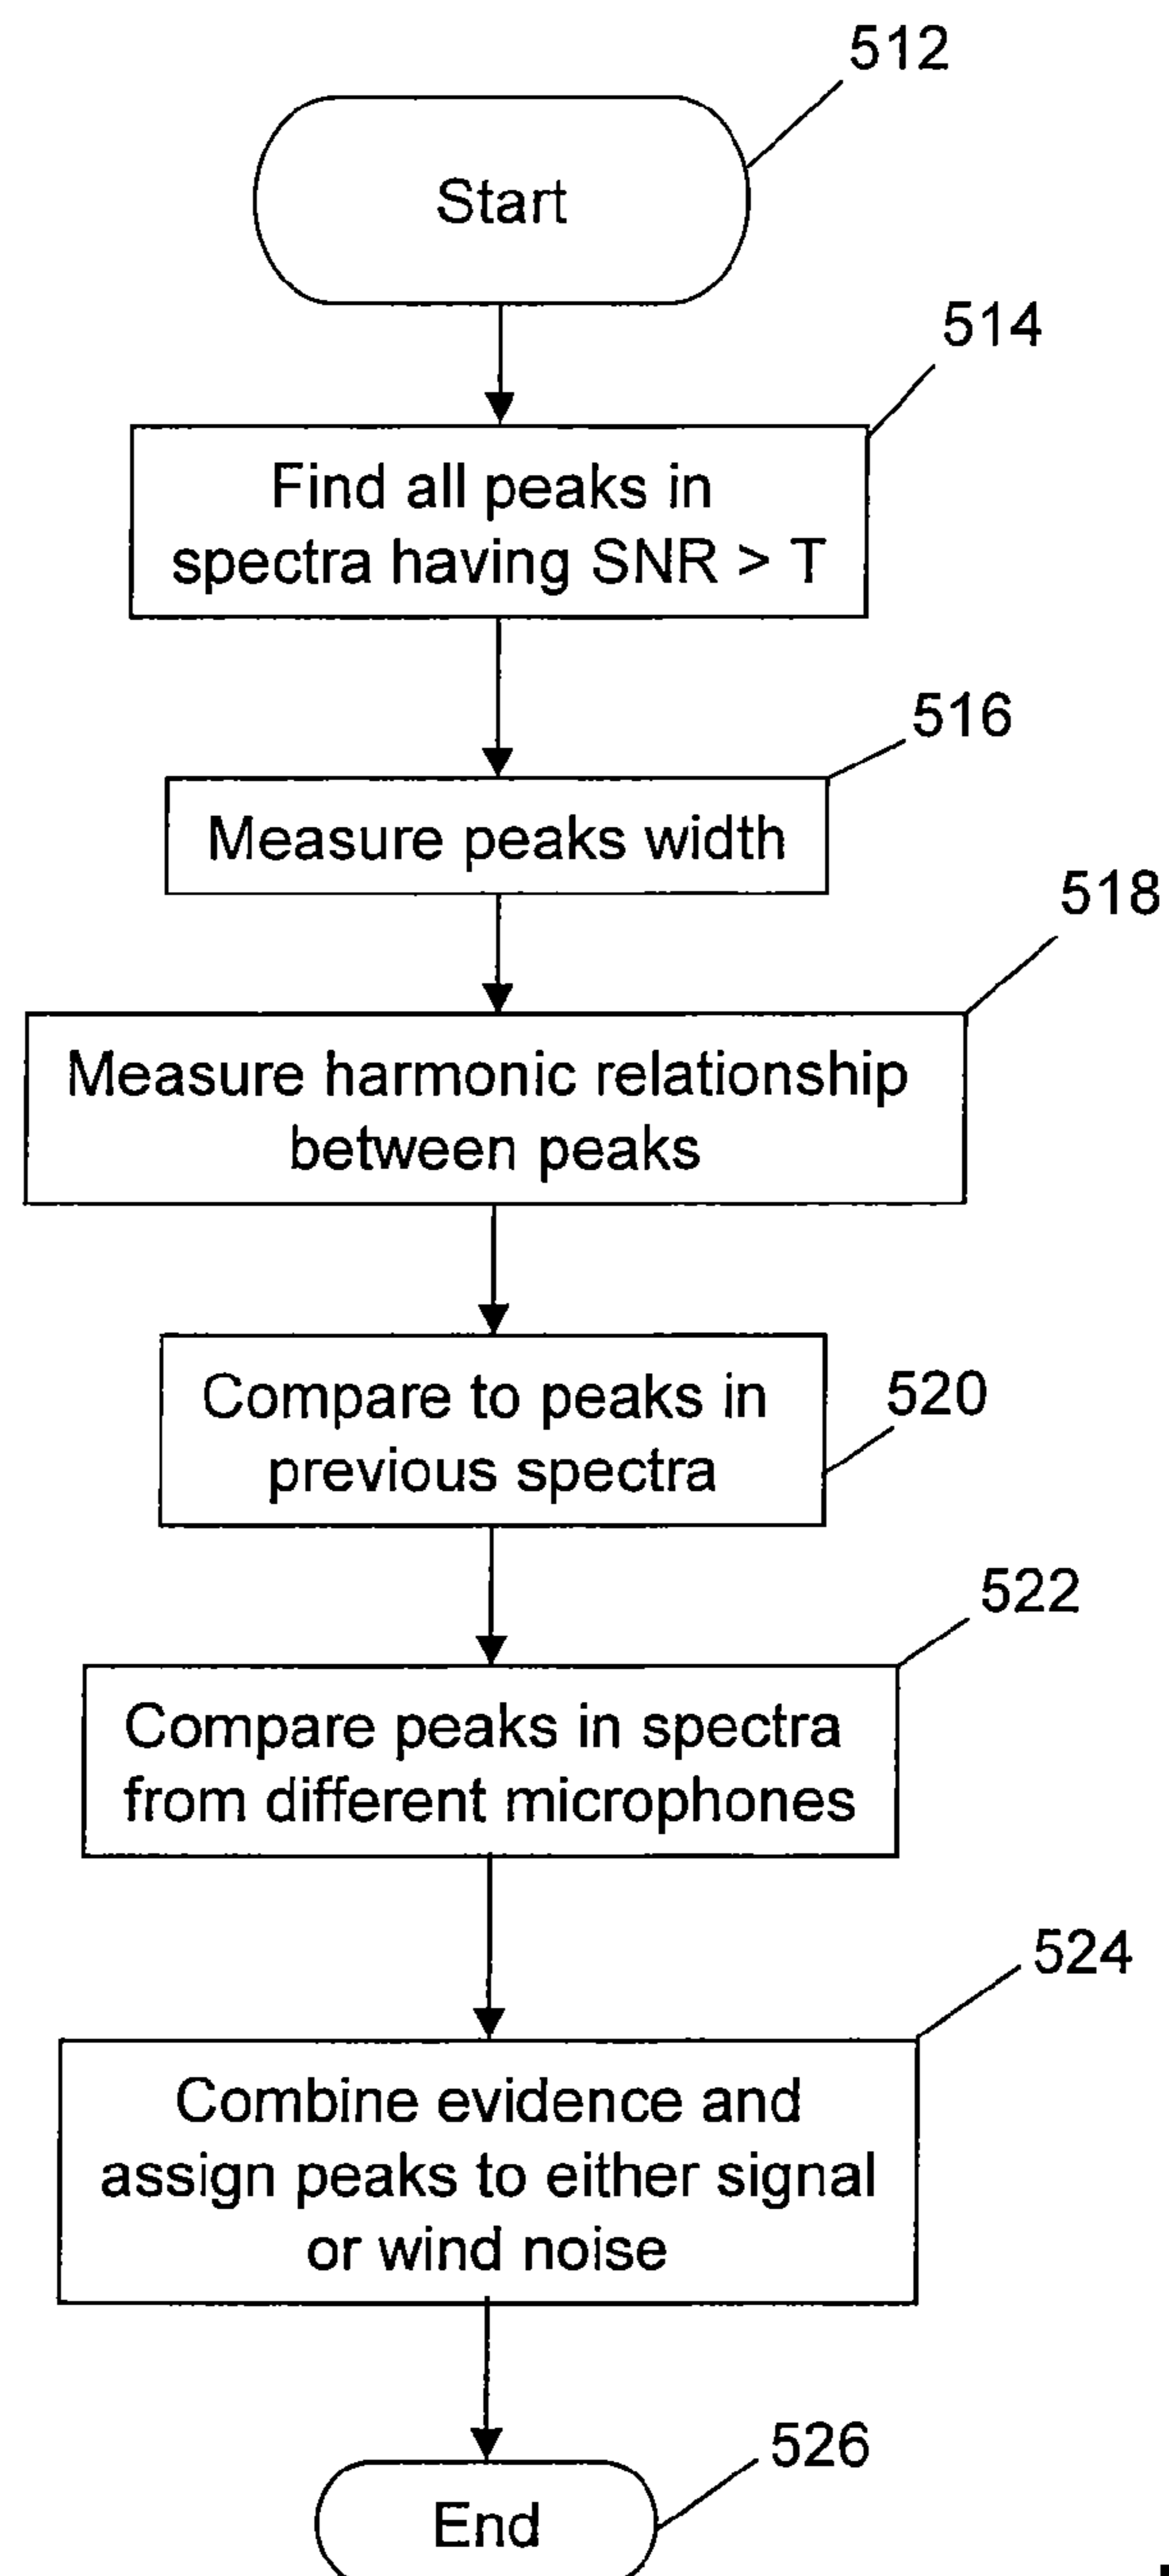 512
Start
514
Find all peaks in
spectra having SNR > T
516
Measure peaks width
518
Measure harmonic relationship
between peaks
520
Compare to peaks in
previous spectra
522
Compare peaks in spectra
from different microphones
524
Combine evidence and
assign peaks to either signal
or wind noise
526
End